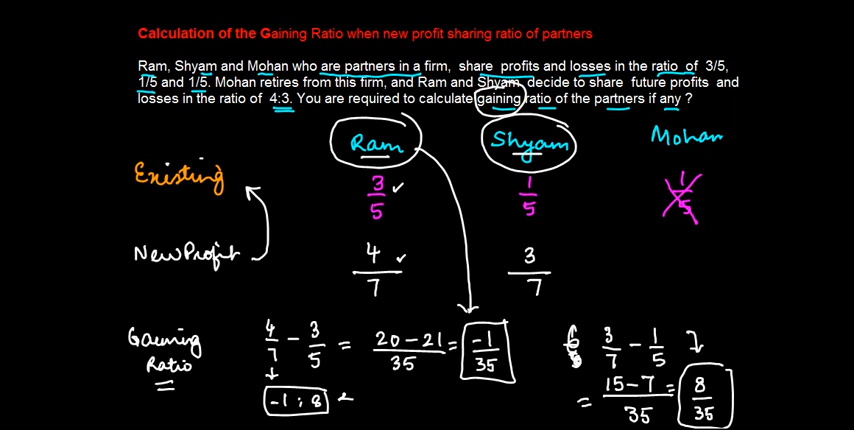 Calculation of the Gaining Ratio when new profit sharing ratio of partners
Ram, Shyam and Mohan who are partners in a firm, share profits and losses in the ratio of 3/5,
1/5 and 1/5. Mohan retires from this firm, and Ram and Shyam, decide to share future profits and
losses in the ratio of 4:3. You are required to calculate gaining ratio of the partners if any ?
Ram Shyam Mohan
Existing 3/5 1/5 1/5
New Profit 4/7 3/7
Gaining Ratio 4/7 - 3/5 = 20-21/35 = -1/35 3/7 - 1/5
-1 : 8 = 15-7/35 = 8/35